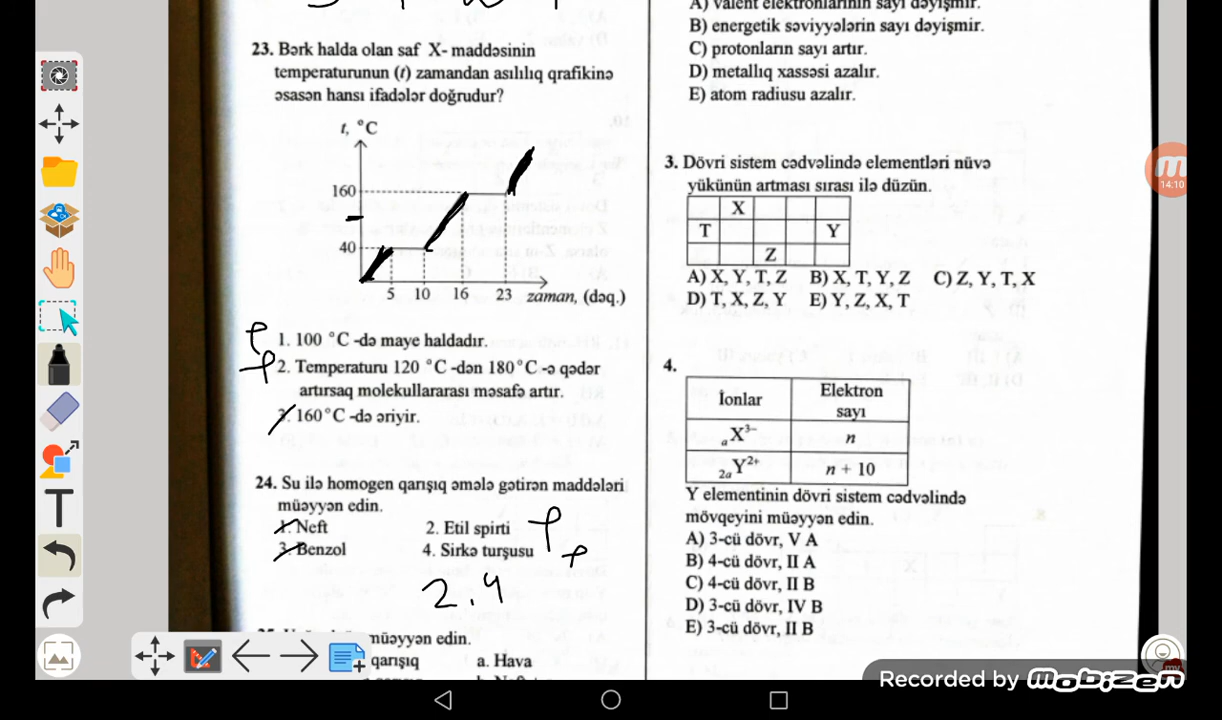 23. Bərk halda olan saf X- maddəsinin
temperaturunun (t) zamandan asılılıq qrafikinə
əsasən hansı ifadələr doğrudur?
t, °C
160
40
5 10 16 23 zaman, (dəq.)
1. 100 °C -də maye haldadır.
2. Temperaturu 120 °C -dən 180°C -ə qədər
artırsaq molekullararası məsafə artır.
3. 160°C -də əriyir.
24. Su ilə homogen qarışıq əmələ gətirən maddələri
müəyyən edin.
1. Neft 2. Etil spirti
3. Benzol 4. Sirkə turşusu
2.4
müəyyən edin.
qarışıq a. Hava
A) valent elektronlarının sayı dəyişmir.
B) energetik səviyyələrin sayı dəyişmir.
C) protonların sayı artır.
D) metallıq xassəsi azalır.
E) atom radiusu azalır.
3. Dövri sistem cədvəlində elementləri nüvə
yükünün artması sırası ilə düzün.
X
T Y
Z
A) X, Y, T, Z B) X, T, Y, Z C) Z, Y, T, X
D) T, X, Z, Y E) Y, Z, X, T
4.
İonlar Elektron
sayı
aX3− n
2aY2+ n + 10
Y elementinin dövri sistem cədvəlində
mövqeyini müəyyən edin.
A) 3-cü dövr, V A
B) 4-cü dövr, II A
C) 4-cü dövr, II B
D) 3-cü dövr, IV B
E) 3-cü dövr, II B
14:10
T
Recorded by mobizen